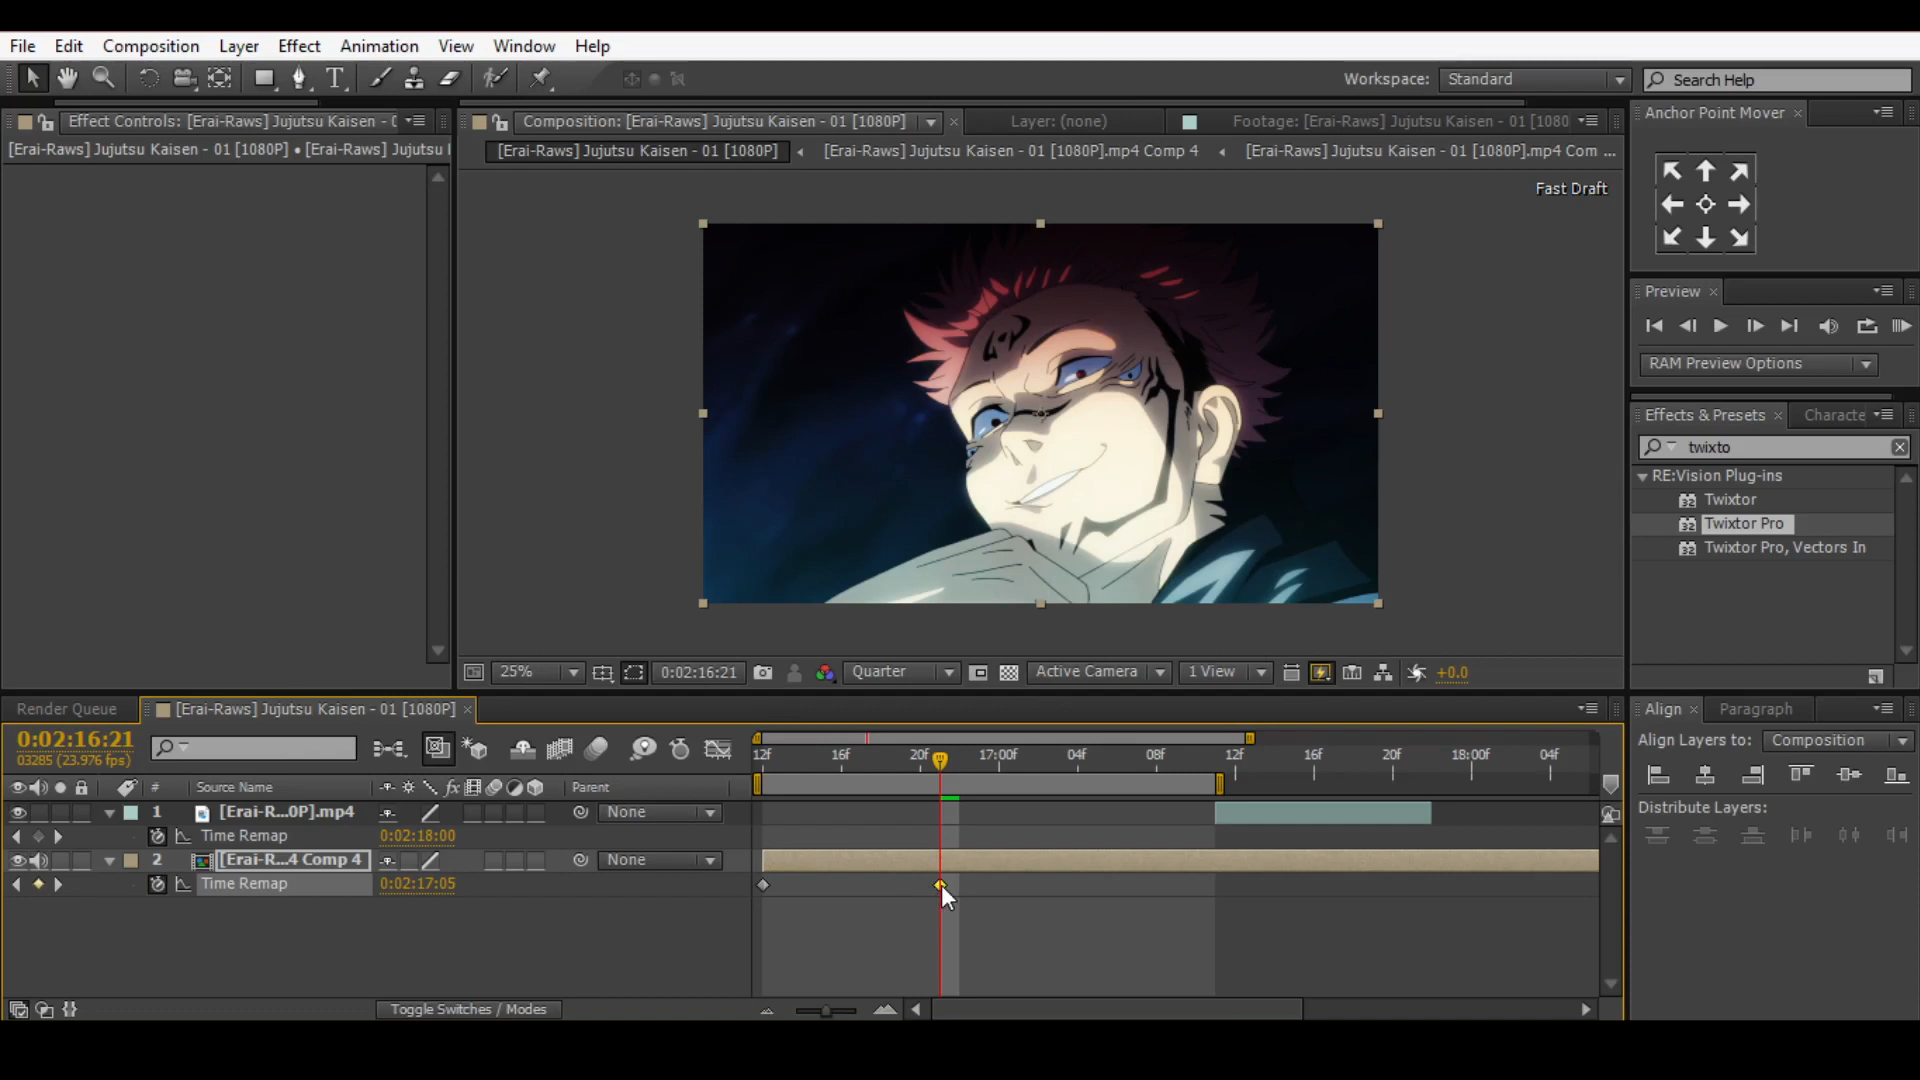 File Edit Composition Layer Effect Animation View Window Help
Workspace: Standard Search Help
Effect Controls: [Erai-Raws] Jujutsu Kaisen - 0
Composition: [Erai-Raws] Jujutsu Kaisen - 01 [1080P]
Layer: (none)
Footage: [Erai-Raws] Jujutsu Kaisen - 01 [1080
Anchor Point Mover
[Erai-Raws] Jujutsu Kaisen - 01 [1080P] • [Erai-Raws] Jujutsu
[Erai-Raws] Jujutsu Kaisen - 01 [1080P]
[Erai-Raws] Jujutsu Kaisen - 01 [1080P].mp4 Comp 4
[Erai-Raws] Jujutsu Kaisen - 01 [1080P].mp4 Com ...
Fast Draft
Preview
RAM Preview Options
Effects & Presets
Characte
twixto
RE:Vision Plug-ins
32 Twixtor
32 Twixtor Pro
32 Twixtor Pro, Vectors In
25% 0:02:16:21 Quarter Active Camera 1 View +0.0
Render Queue
[Erai-Raws] Jujutsu Kaisen - 01 [1080P]
Align
Paragraph
0:02:16:21
03285 (23.976 fps)
Align Layers to: Composition
12f 16f 20f 17:00f 04f 08f 12f 16f 20f 18:00f 04f
# Source Name fx Parent
Distribute Layers:
1 [Erai-R...0P].mp4 None
Time Remap 0:02:18:00
2 [Erai-R...4 Comp 4 None
Time Remap 0:02:17:05
Toggle Switches / Modes